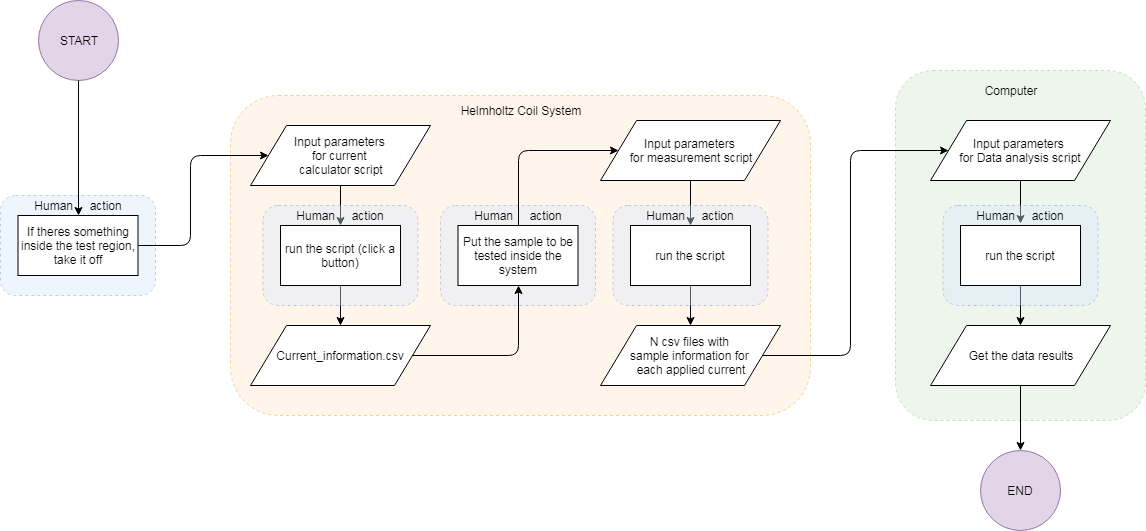 START
Human action
If theres something
inside the test region,
take it off
Helmholtz Coil System
Input parameters
for current
calculator script
Human action
run the script (click a
button)
Current_information.csv
Human action
Put the sample to be
tested inside the
system
Input parameters
for measurement script
Human action
run the script
N csv files with
sample information for
each applied current
Computer
Input parameters
for Data analysis script
Human action
run the script
Get the data results
END